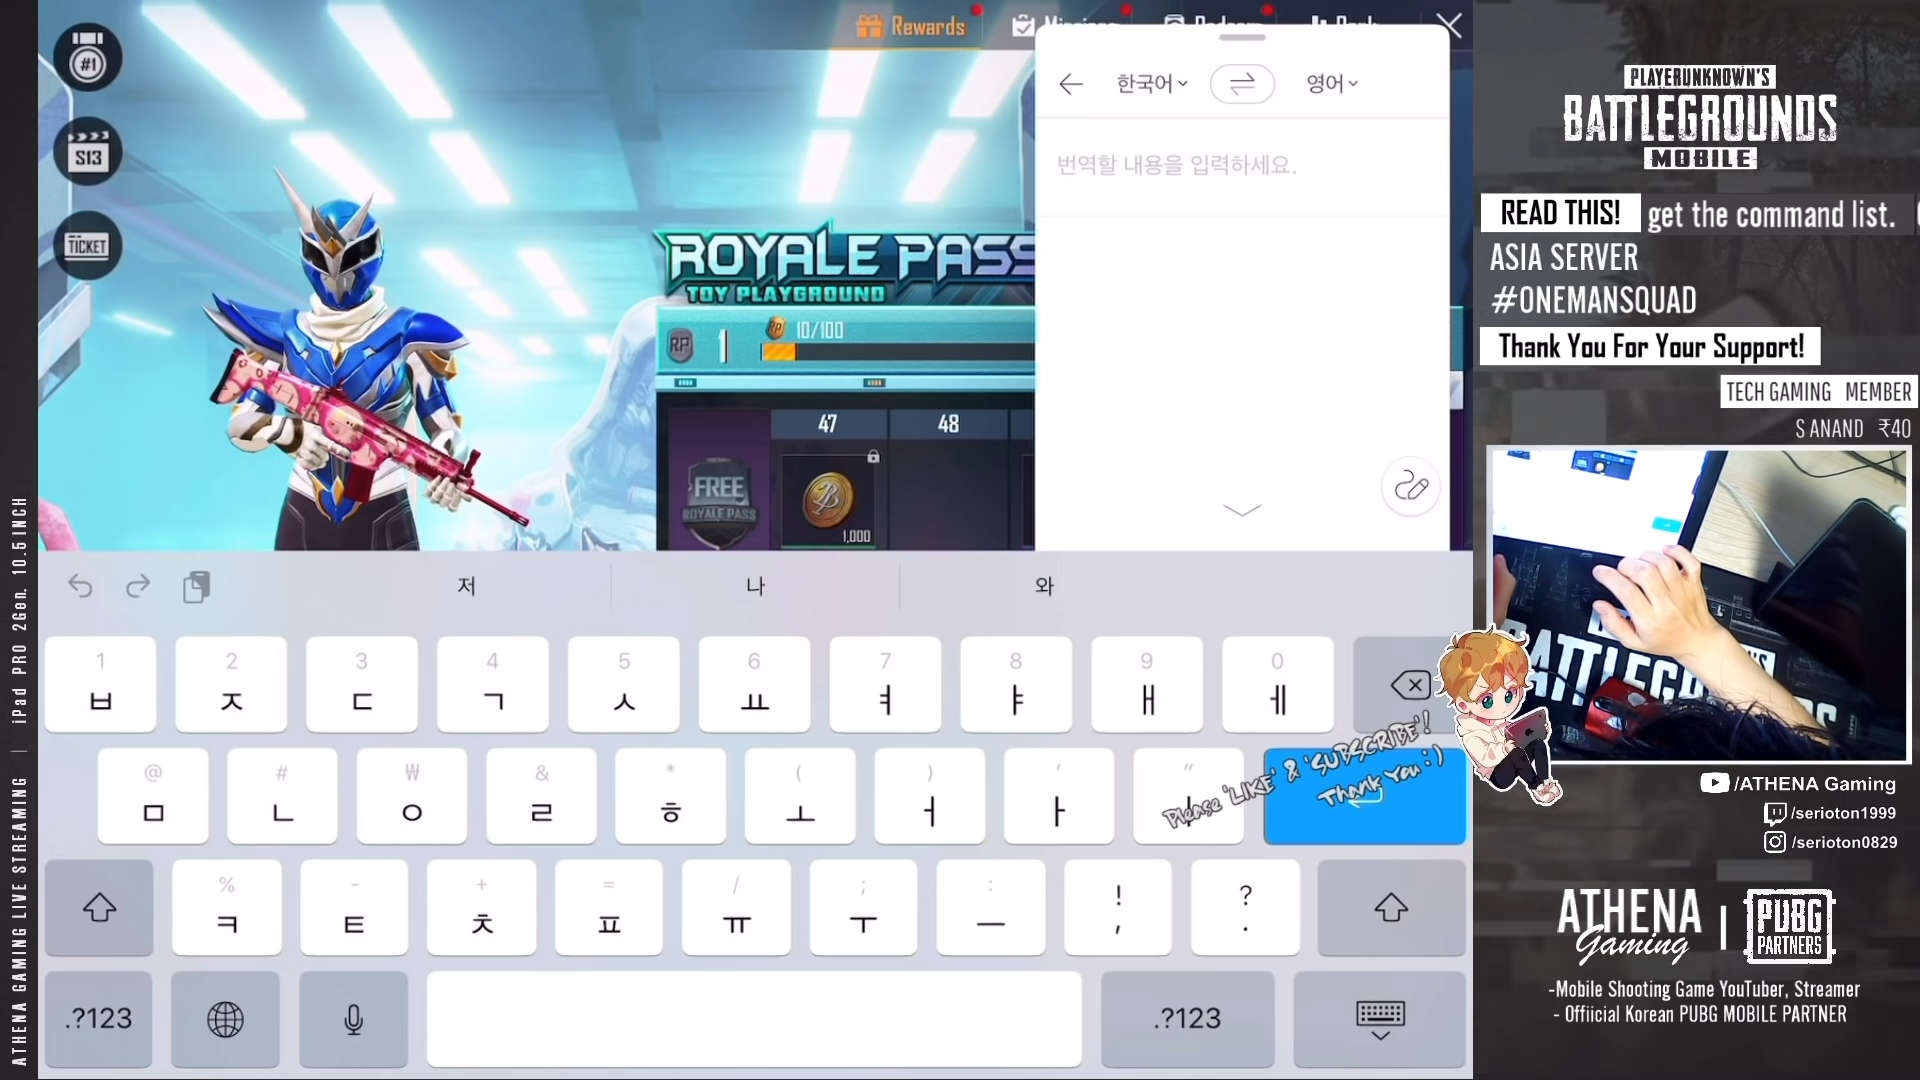 #1
S13
TICKET
Rewards
ROYALE PASS
TOY PLAYGROUND
RP
1
RP
10/100
47
48
FREE
ROYALE PASS
1,000
한국어
영어
번역할 내용을 입력하세요.
저
나
와
1 2 3 4 5 6 7 8 9 0
ㅂ ㅈ ㄷ ㄱ ㅅ ㅛ ㅕ ㅑ ㅐ ㅔ
@ # ₩ & * ( ) ' "
ㅁ ㄴ ㅇ ㄹ ㅎ ㅗ ㅓ ㅏ ㅣ
% - + = / ; : ! ?
ㅋ ㅌ ㅊ ㅍ ㅠ ㅜ ㅡ , .
.?123
.?123
Please 'LIKE' & 'SUBSCRIBE'!
Thank You :)
PLAYERUNKNOWN'S
BATTLEGROUNDS
MOBILE
READ THIS!
get the command list.
ASIA SERVER
#ONEMANSQUAD
Thank You For Your Support!
TECH GAMING MEMBER
S ANAND ₹40
/ATHENA Gaming
/serioton1999
/serioton0829
ATHENA
Gaming
PUBG
PARTNERS
-Mobile Shooting Game YouTuber, Streamer
- Offiicial Korean PUBG MOBILE PARTNER
ATHENA GAMING LIVE STREAMING | iPad PRO 2Gen, 10.5 INCH